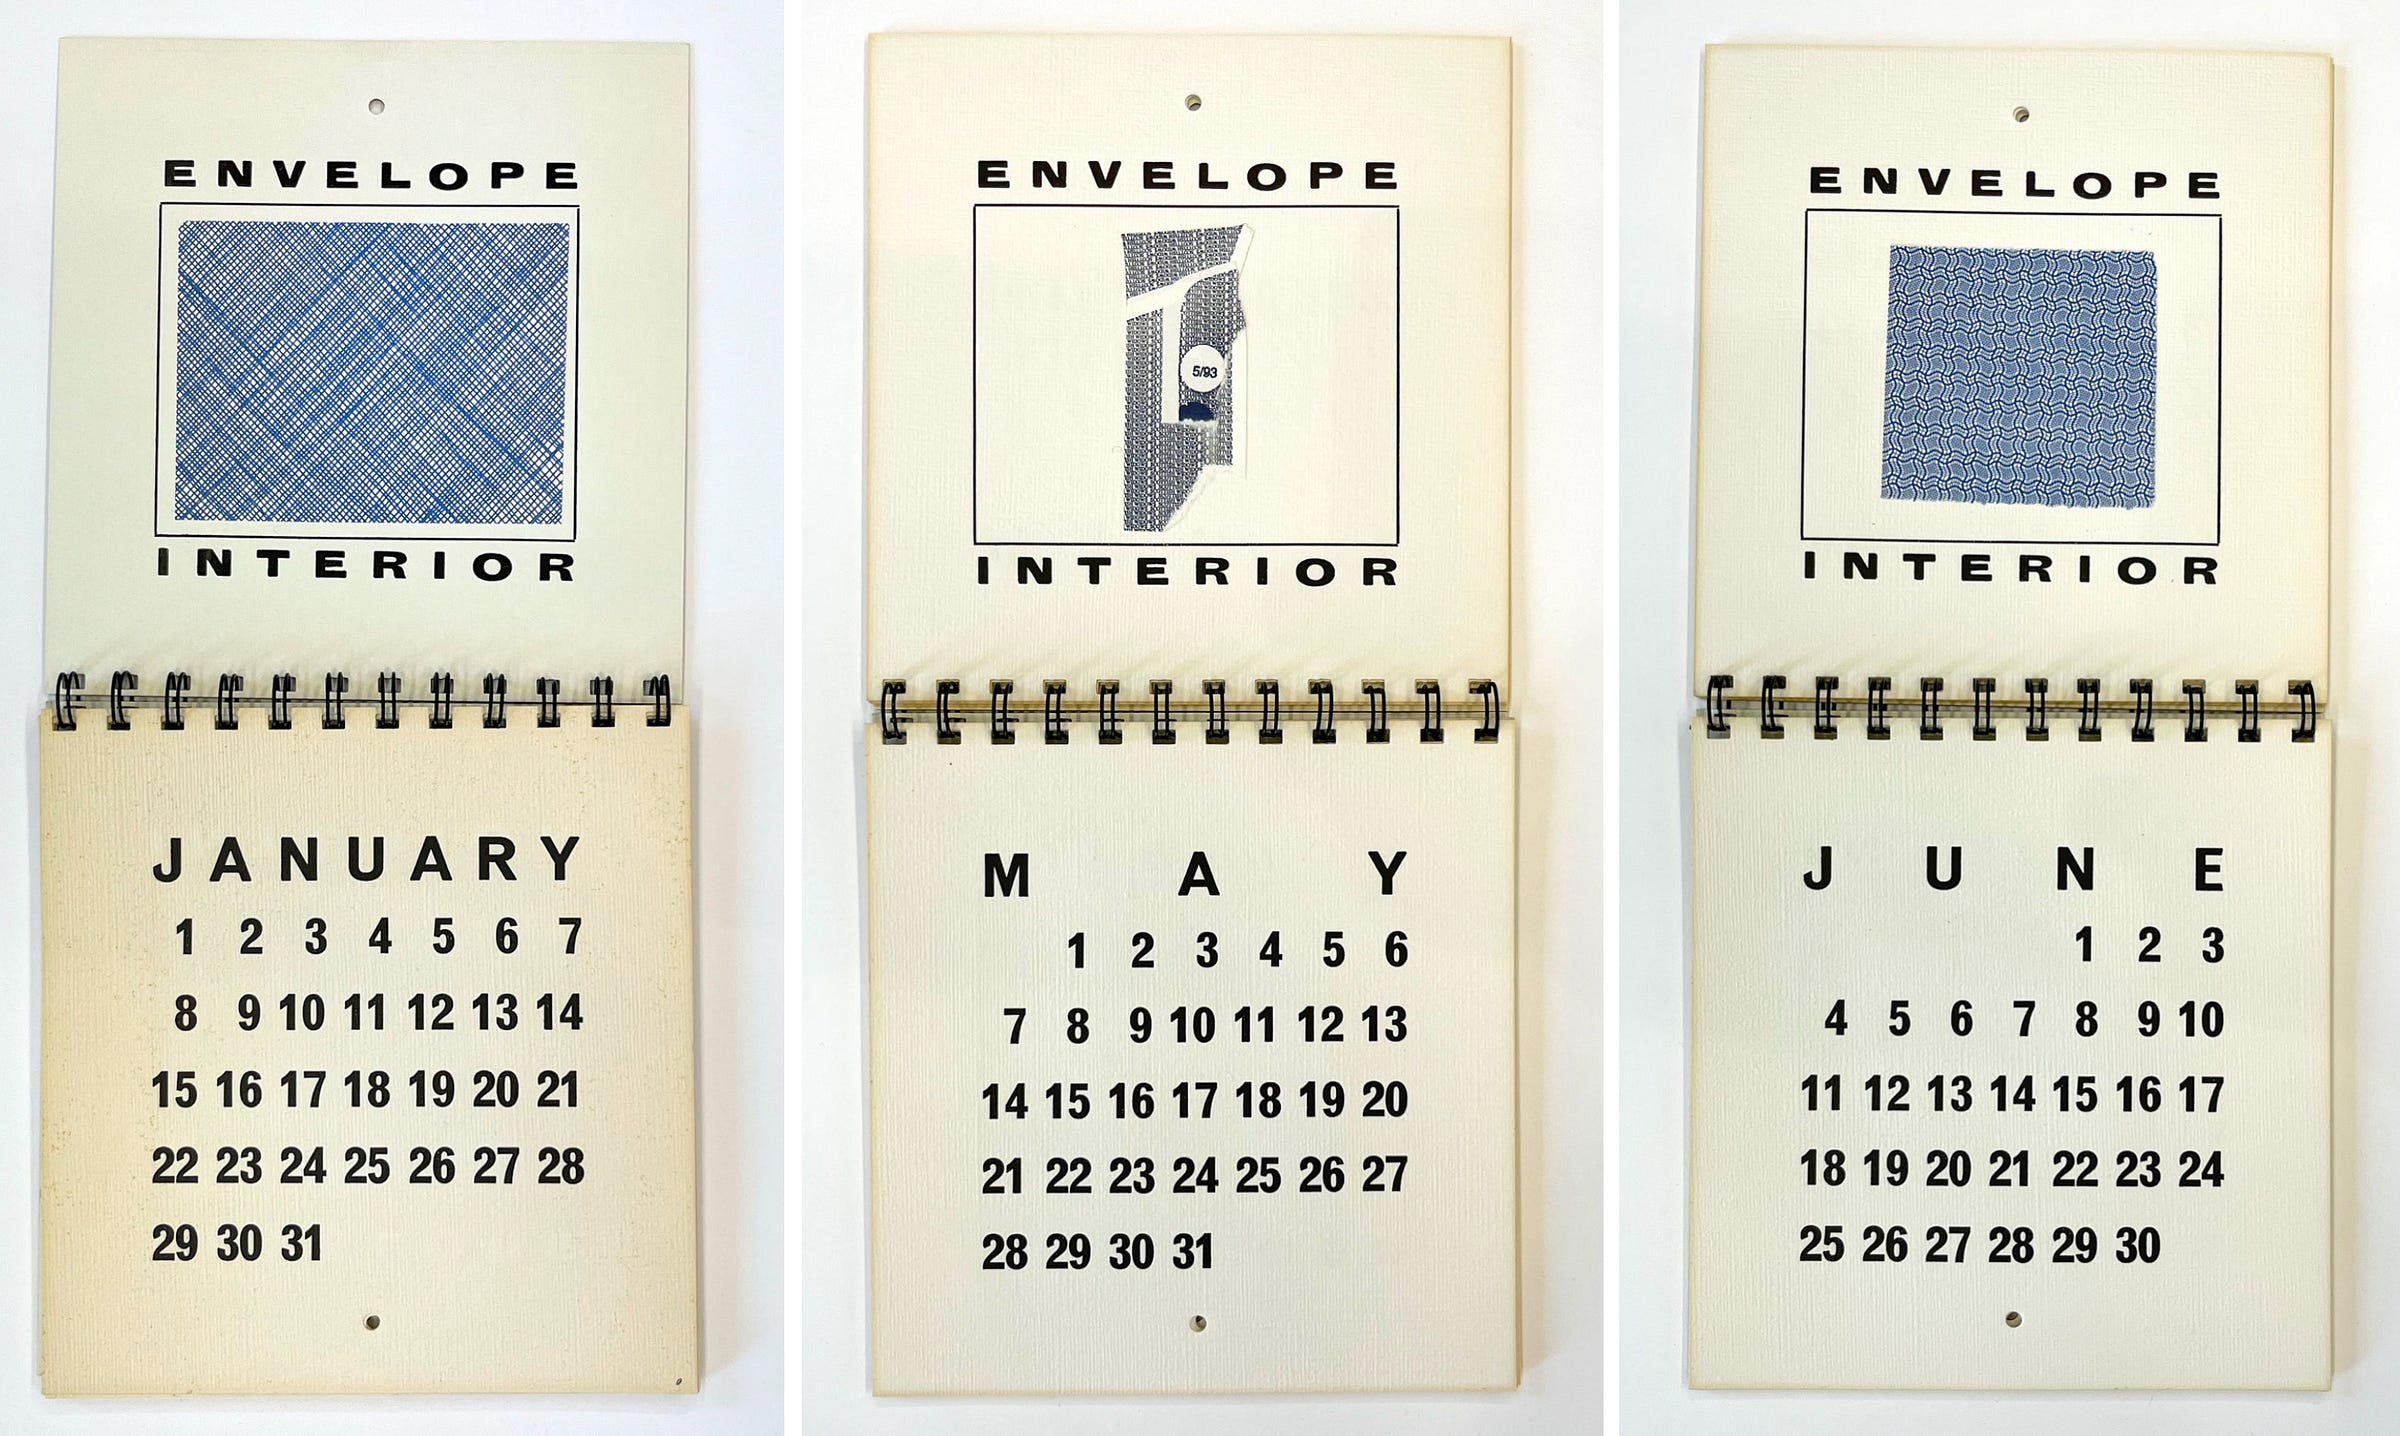 ENVELOPE
INTERIOR
JANUARY
1 2 3 4 5 6 7
8 9 10 11 12 13 14
15 16 17 18 19 20 21
22 23 24 25 26 27 28
29 30 31
ENVELOPE
5/93
INTERIOR
MAY
1 2 3 4 5 6
7 8 9 10 11 12 13
14 15 16 17 18 19 20
21 22 23 24 25 26 27
28 29 30 31
ENVELOPE
INTERIOR
JUNE
1 2 3
4 5 6 7 8 9 10
11 12 13 14 15 16 17
18 19 20 21 22 23 24
25 26 27 28 29 30